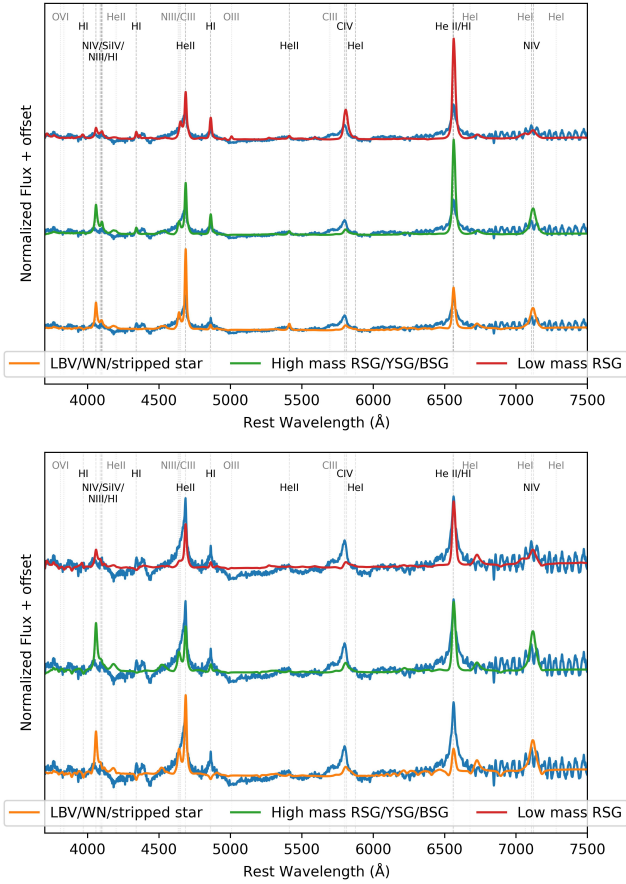 OVI HeII NIII/CIII OIII CIII HeI HeI HeI
HI HI HI CIV He II/HI
NIV/SiIV/ HeII HeII HeI NIV
NIII/HI
Normalized Flux + offset
LBV/WN/stripped star High mass RSG/YSG/BSG Low mass RSG
4000 4500 5000 5500 6000 6500 7000 7500
Rest Wavelength (Å)
OVI HeII NIII/CIII OIII CIII HeI HeI HeI
HI HI HI CIV He II/HI
NIV/SiIV/ HeII HeII HeI NIV
NIII/HI
Normalized Flux + offset
LBV/WN/stripped star High mass RSG/YSG/BSG Low mass RSG
4000 4500 5000 5500 6000 6500 7000 7500
Rest Wavelength (Å)